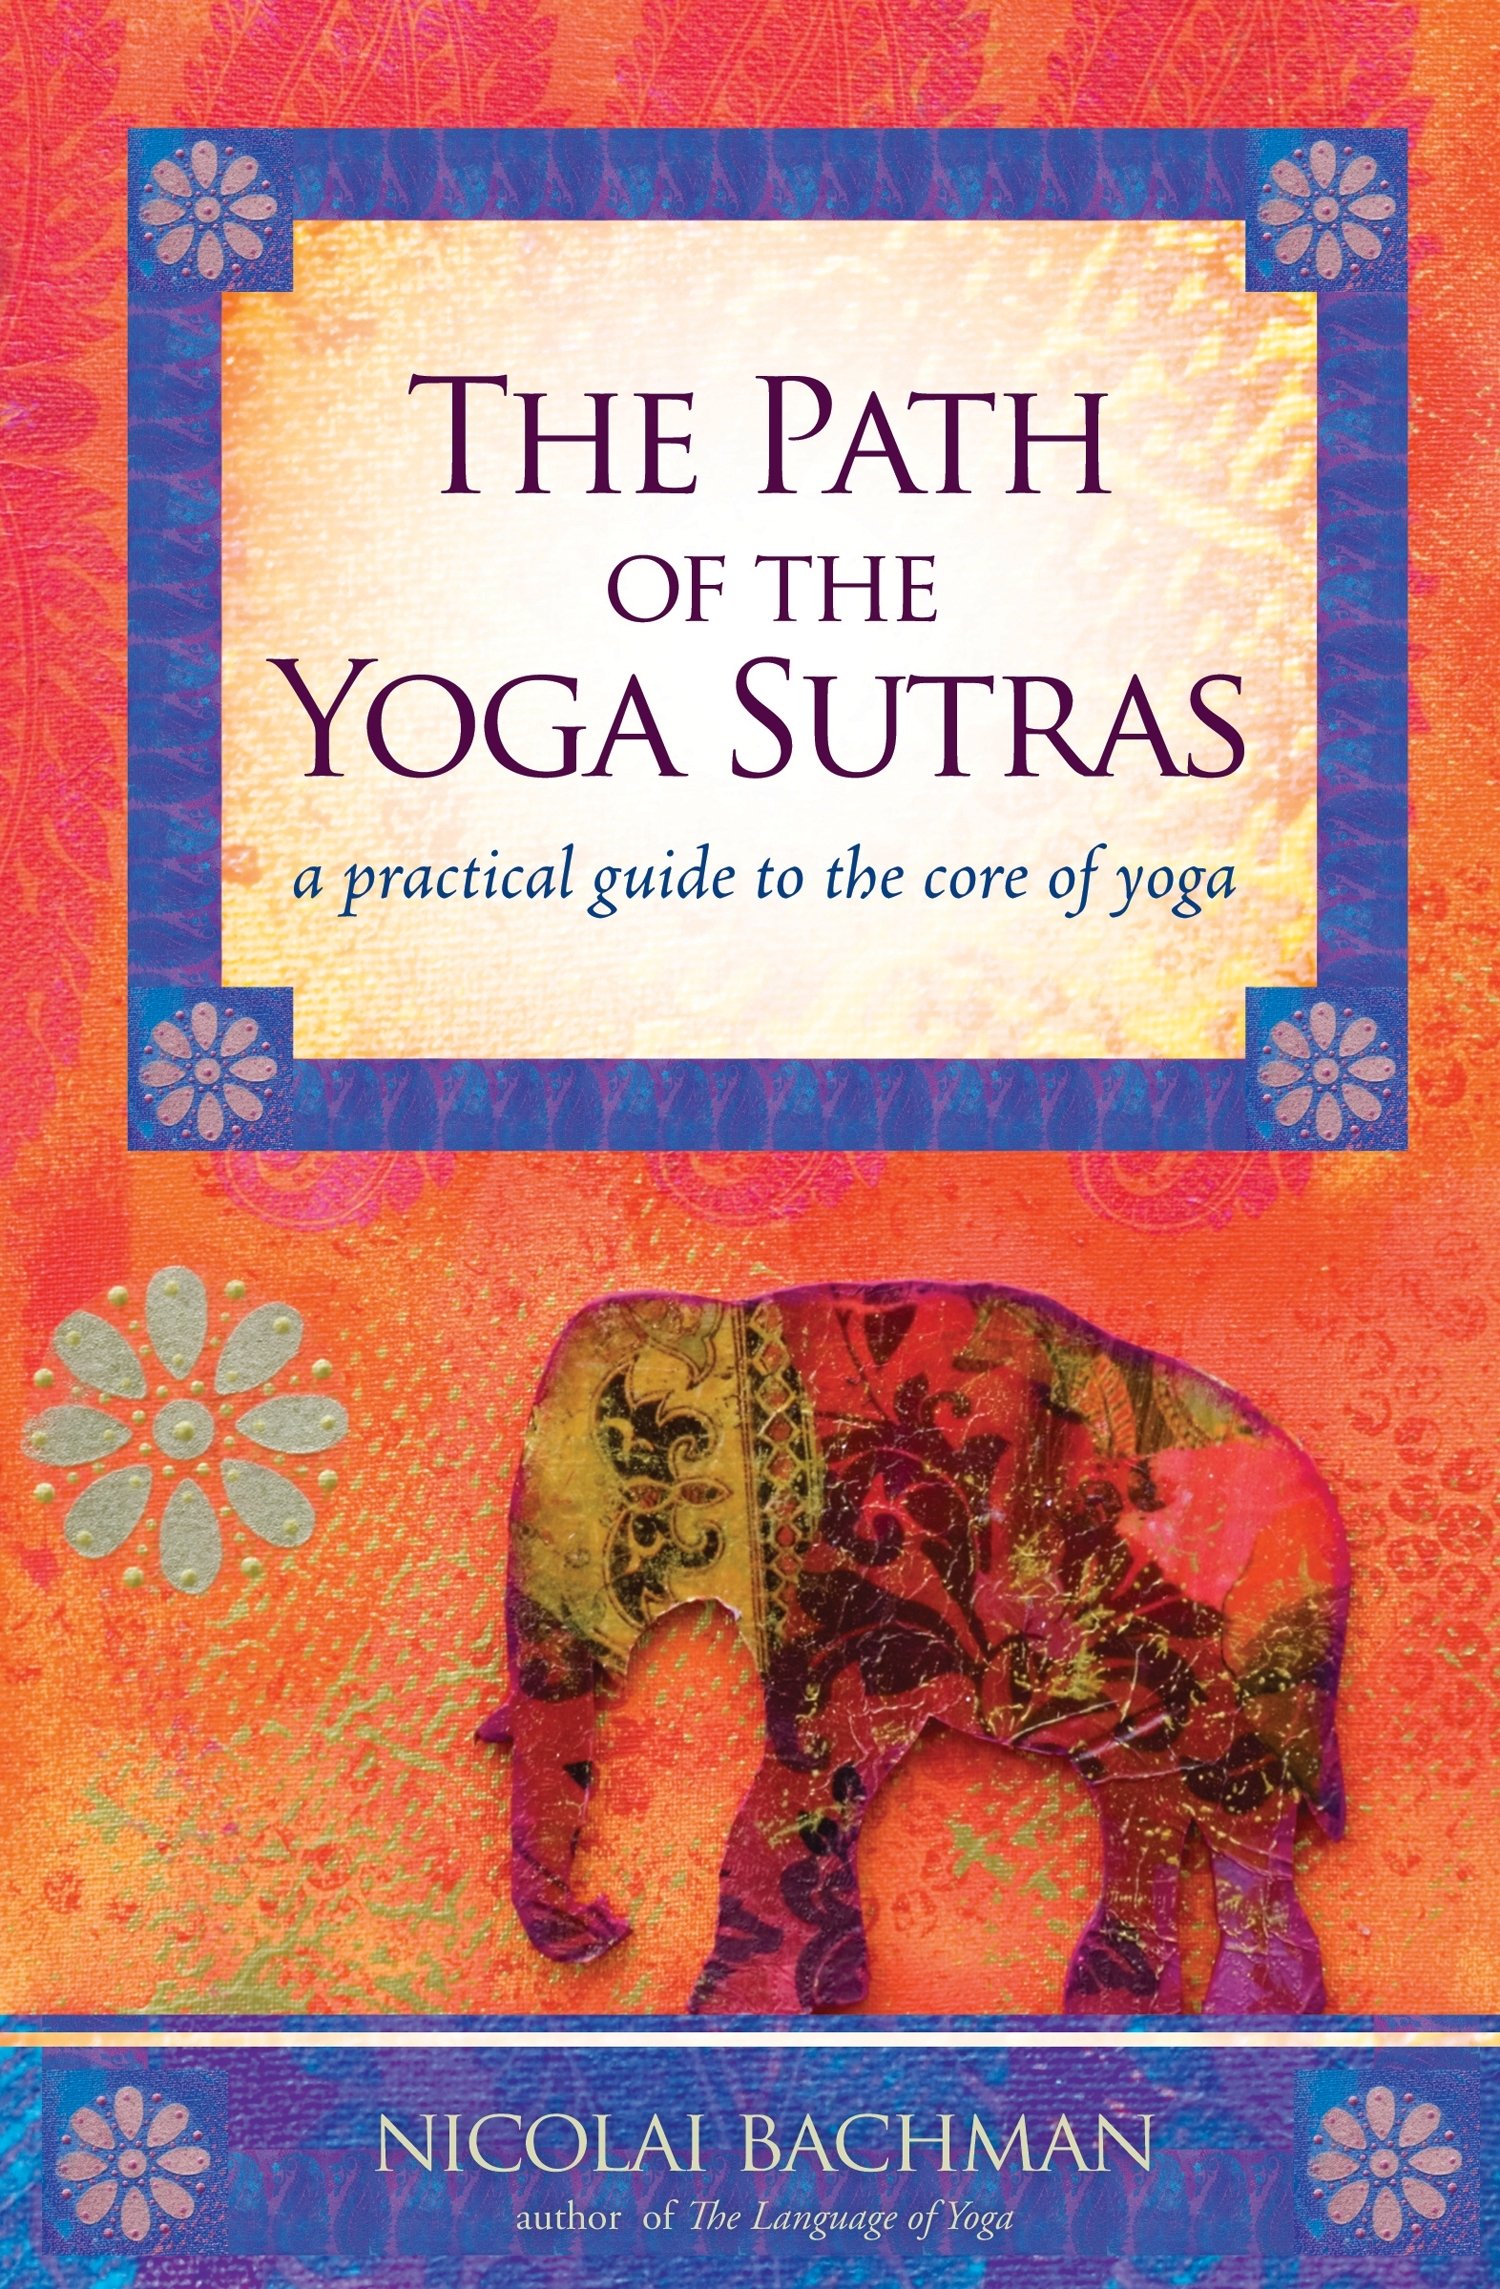 THE PATH
OF THE
YOGA SUTRAS
a practical guide to the core of yoga
NICOLAI BACHMAN
author of The Language of Yoga